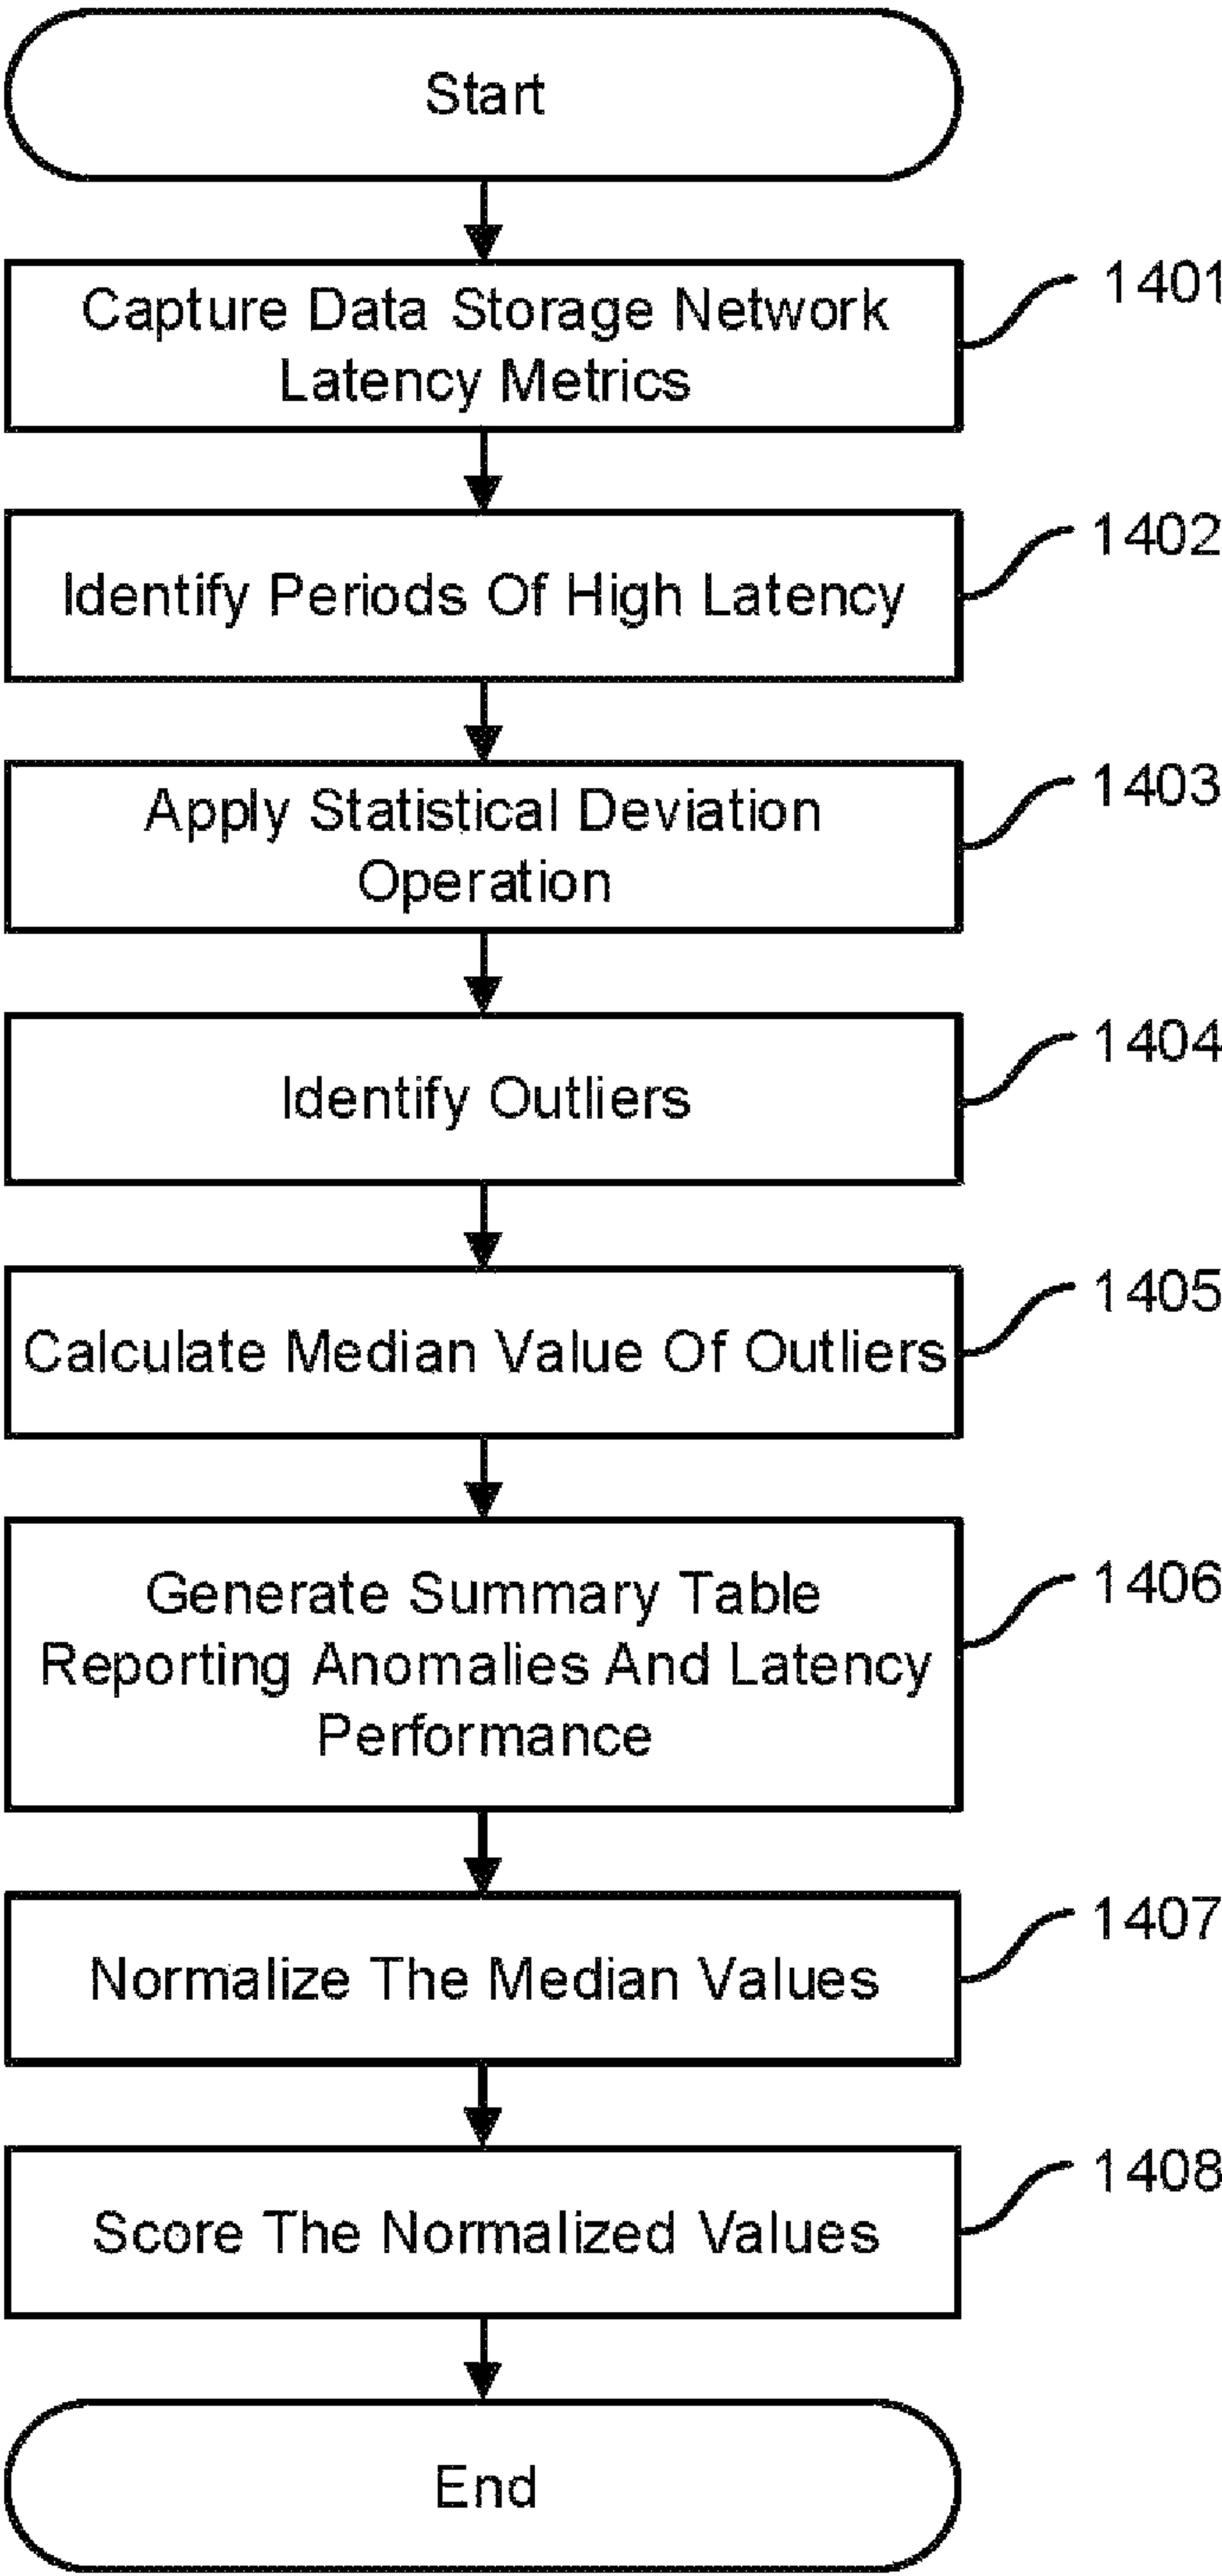 Start
Capture Data Storage Network
Latency Metrics
1401
Identify Periods Of High Latency
1402
Apply Statistical Deviation
Operation
1403
Identify Outliers
1404
Calculate Median Value Of Outliers
1405
Generate Summary Table
Reporting Anomalies And Latency
Performance
1406
Normalize The Median Values
1407
Score The Normalized Values
1408
End